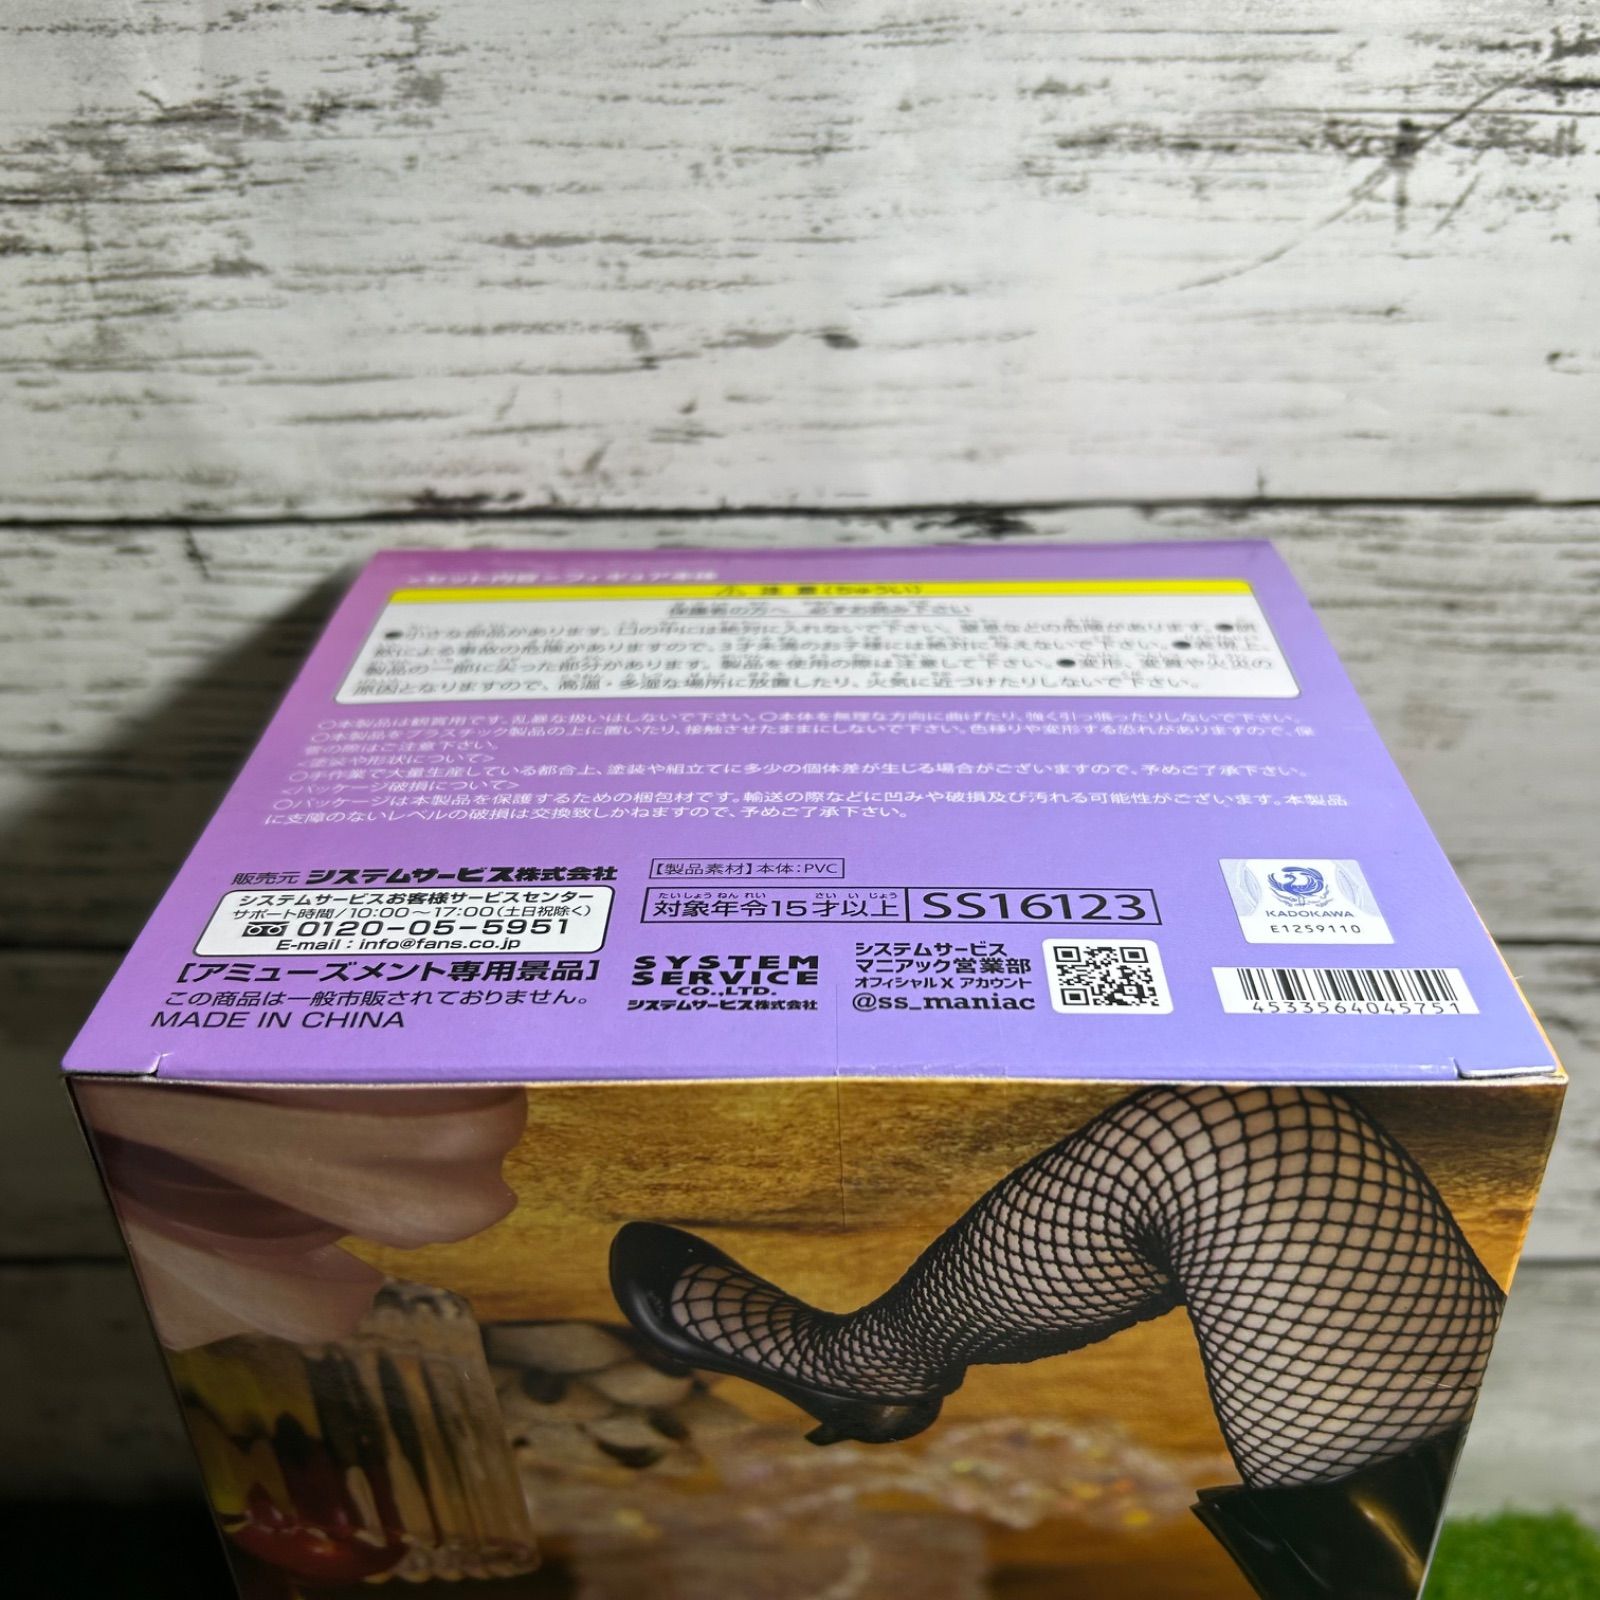 >セット内容>フィギュア本体
⚠ 注意(ちゅうい)
保護者の方へ 必ずお読み下さい
●小さな部品があります。口の中には絶対に入れないで下さい。窒息などの危険があります。●誤
飲による事故の危険がありますので、3才未満のお子様には絶対に与えないで下さい。●表現上、
製品の一部に尖った部分があります。製品を使用の際は注意して下さい。●変形、変質や火災の
原因となりますので、高温・多湿な場所に放置したり、火気に近づけたりしないで下さい。
○本製品は観賞用です。乱暴な扱いはしないで下さい。○本体を無理な方向に曲げたり、強く引っ張ったりしないで下さい。
○本製品をプラスチック製品の上に置いたり、接触させたままにしないで下さい。色移りや変形する恐れがありますので、保
管の際はご注意下さい。
<塗装や形状について>
○手作業で大量生産している都合上、塗装や組立てに多少の個体差が生じる場合がございますので、予めご了承下さい。
<パッケージ破損について>
○パッケージは本製品を保護するための梱包材です。輸送の際などに凹みや破損及び汚れる可能性がございます。本製品
に支障のないレベルの破損は交換致しかねますので、予めご了承下さい。
販売元 システムサービス株式会社
システムサービスお客様サービスセンター
サポート時間/10:00〜17:00(土日祝除く)
0120-05-5951
E-mail : info@fans.co.jp
[アミューズメント専用景品]
この商品は一般市販されておりません。
MADE IN CHINA
【製品素材】本体:PVC
たいしょうねんれい さいいじょう
対象年令15才以上 SS16123
SYSTEM
SERVICE
CO.,LTD.
システムサービス株式会社
システムサービス
マニアック営業部
オフィシャルX アカウント
@ss_maniac
KADOKAWA
E1259110
4533564045751